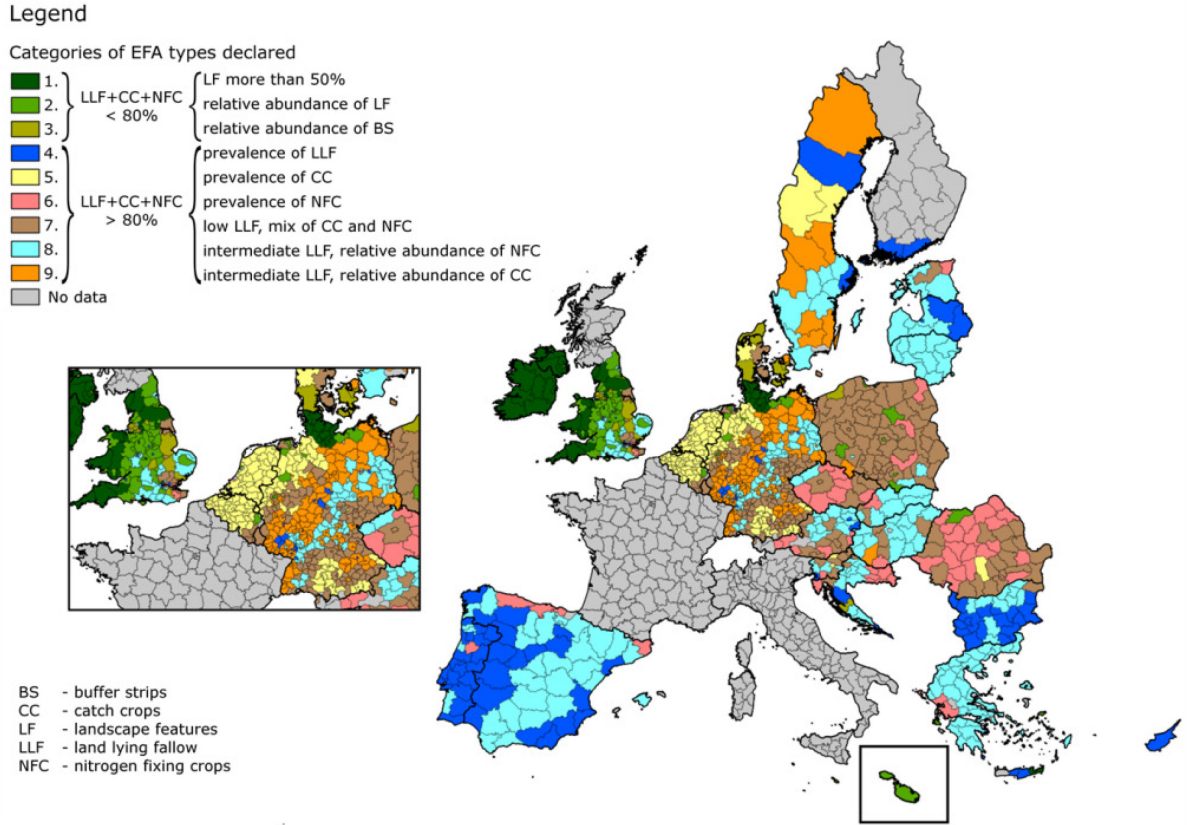 Legend
Categories of EFA types declared
1.
2.
3.
LLF+CC+NFC
< 80%
LF more than 50%
relative abundance of LF
relative abundance of BS
4.
5.
6.
7.
8.
9.
LLF+CC+NFC
> 80%
prevalence of LLF
prevalence of CC
prevalence of NFC
low LLF, mix of CC and NFC
intermediate LLF, relative abundance of NFC
intermediate LLF, relative abundance of CC
No data
BS - buffer strips
CC - catch crops
LF - landscape features
LLF - land lying fallow
NFC - nitrogen fixing crops